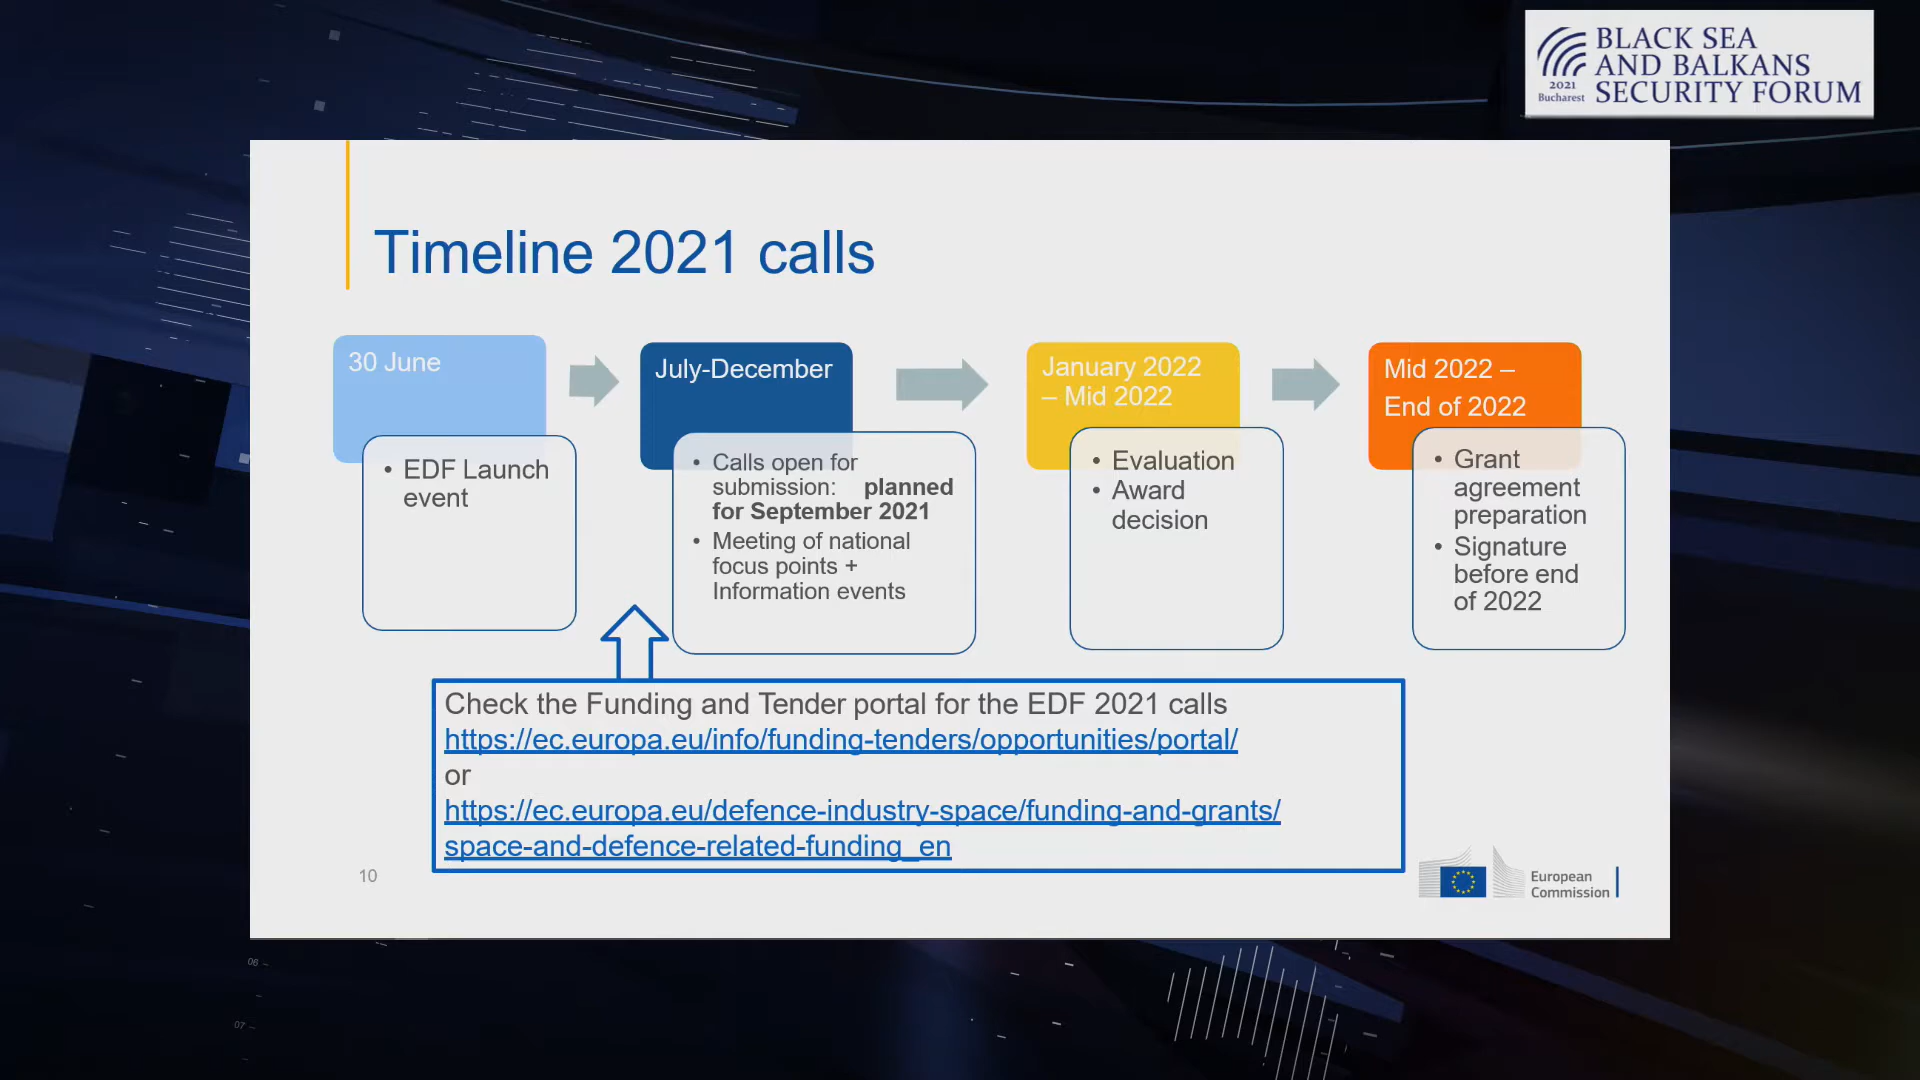 BLACK SEA
AND BALKANS
SECURITY FORUM
2021
Bucharest
Timeline 2021 calls
30 June
• EDF Launch
event
July-December
• Calls open for
submission: planned
for September 2021
• Meeting of national
focus points +
Information events
January 2022
– Mid 2022
• Evaluation
• Award
decision
Mid 2022 –
End of 2022
• Grant
agreement
preparation
• Signature
before end
of 2022
Check the Funding and Tender portal for the EDF 2021 calls
https://ec.europa.eu/info/funding-tenders/opportunities/portal/
or
https://ec.europa.eu/defence-industry-space/funding-and-grants/
space-and-defence-related-funding_en
10
European
Commission
06
07